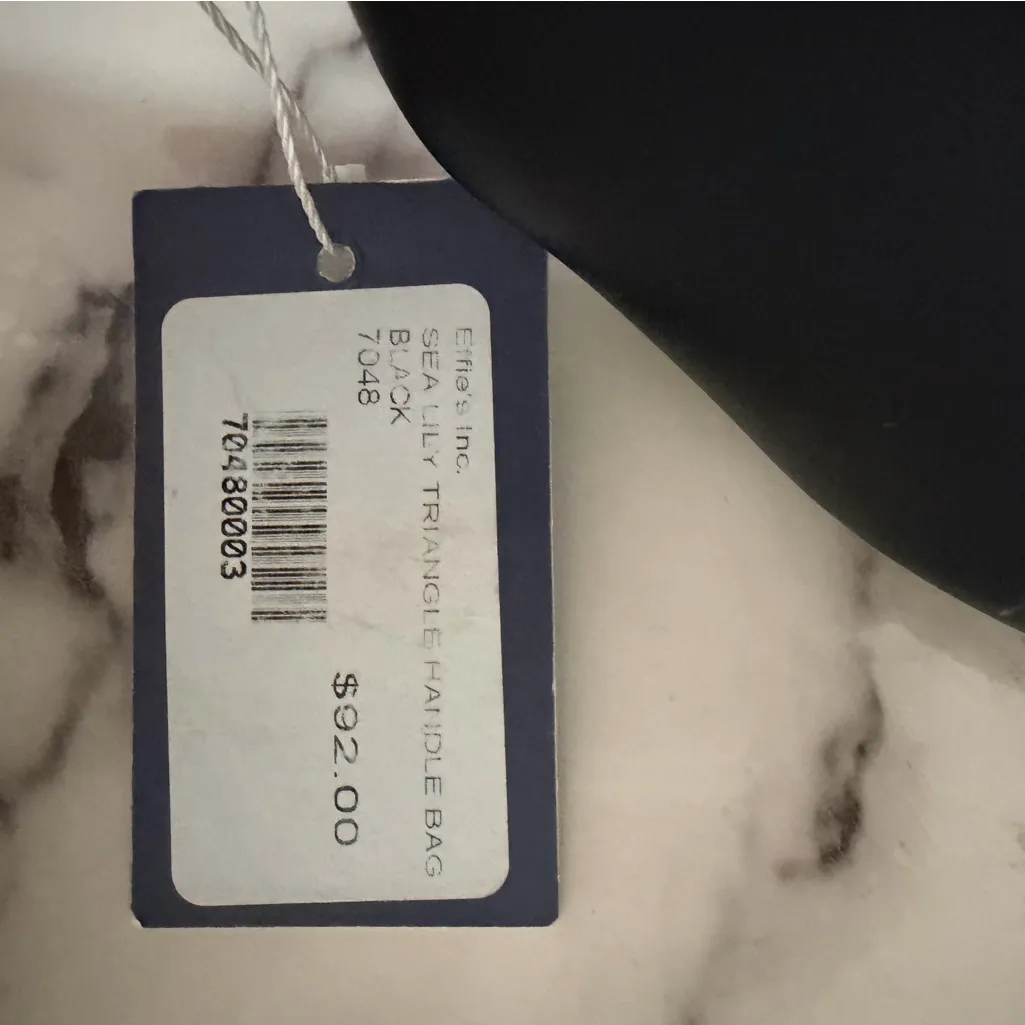 Effie's Inc.
SEA LILY TRIANGLE HANDLE BAG
BLACK
7048
$92.00
70480003